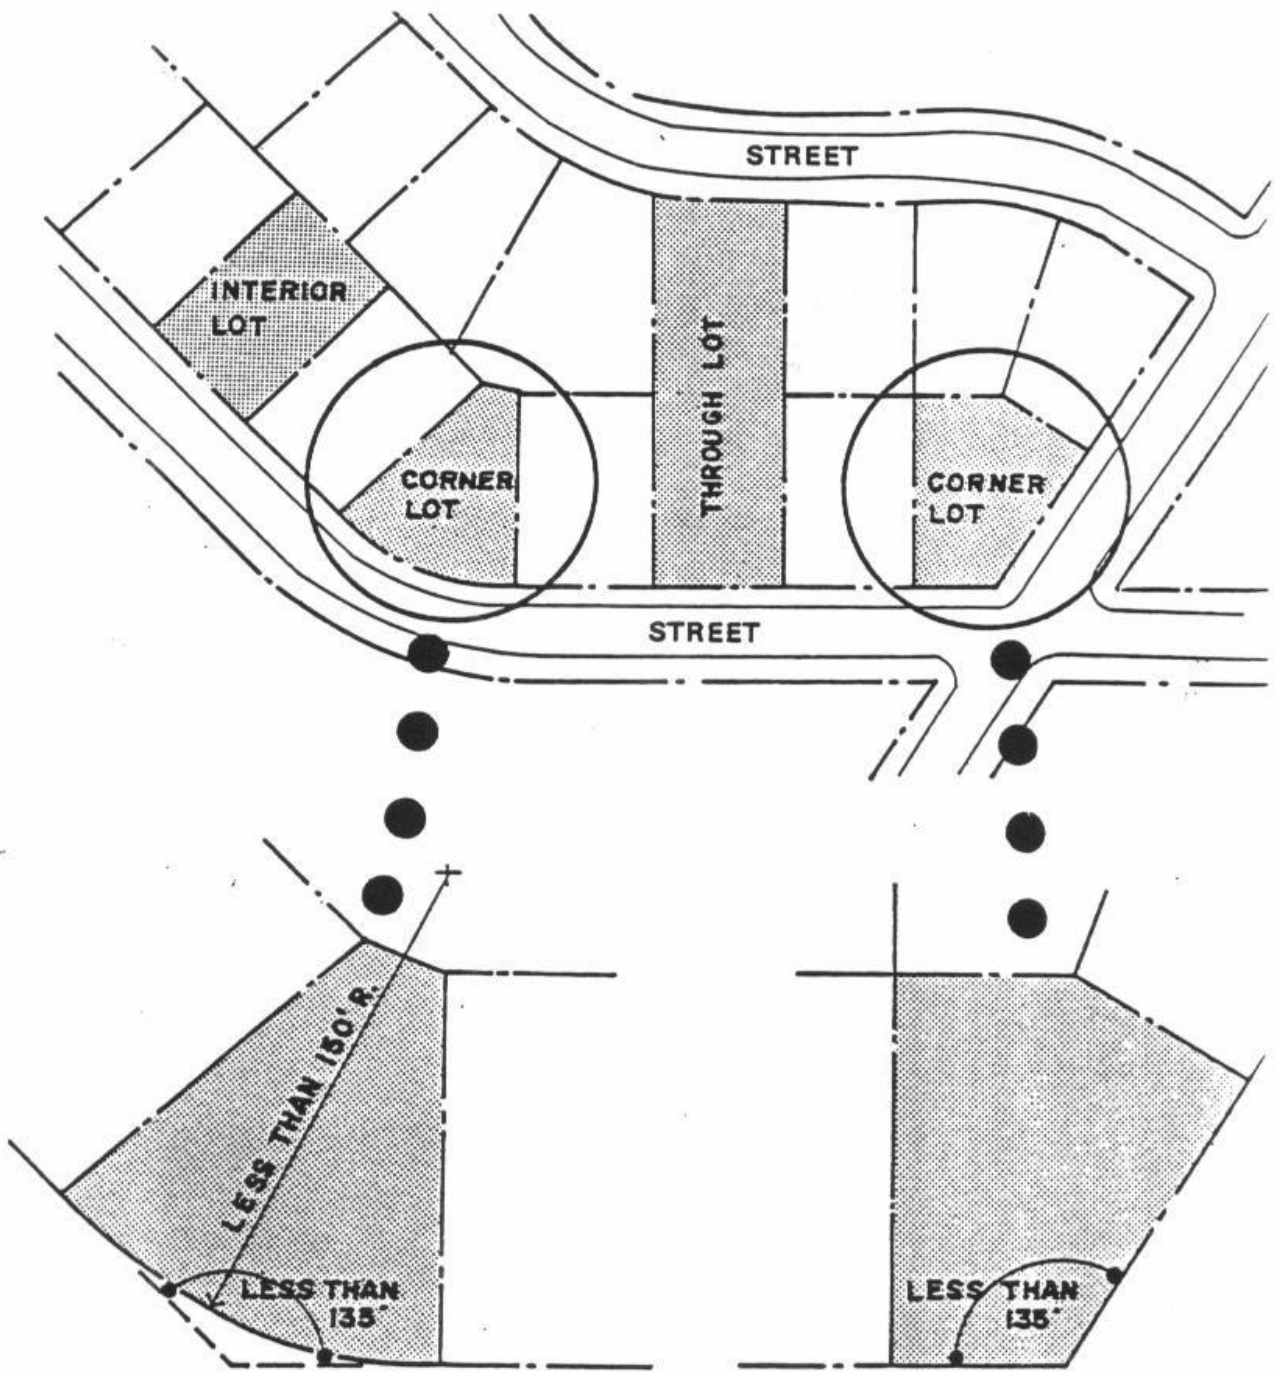 STREET
INTERIOR
LOT
THROUGH LOT
CORNER
LOT
CORNER
LOT
STREET
LESS THAN 150' R.
LESS THAN
135°
LESS THAN
135°